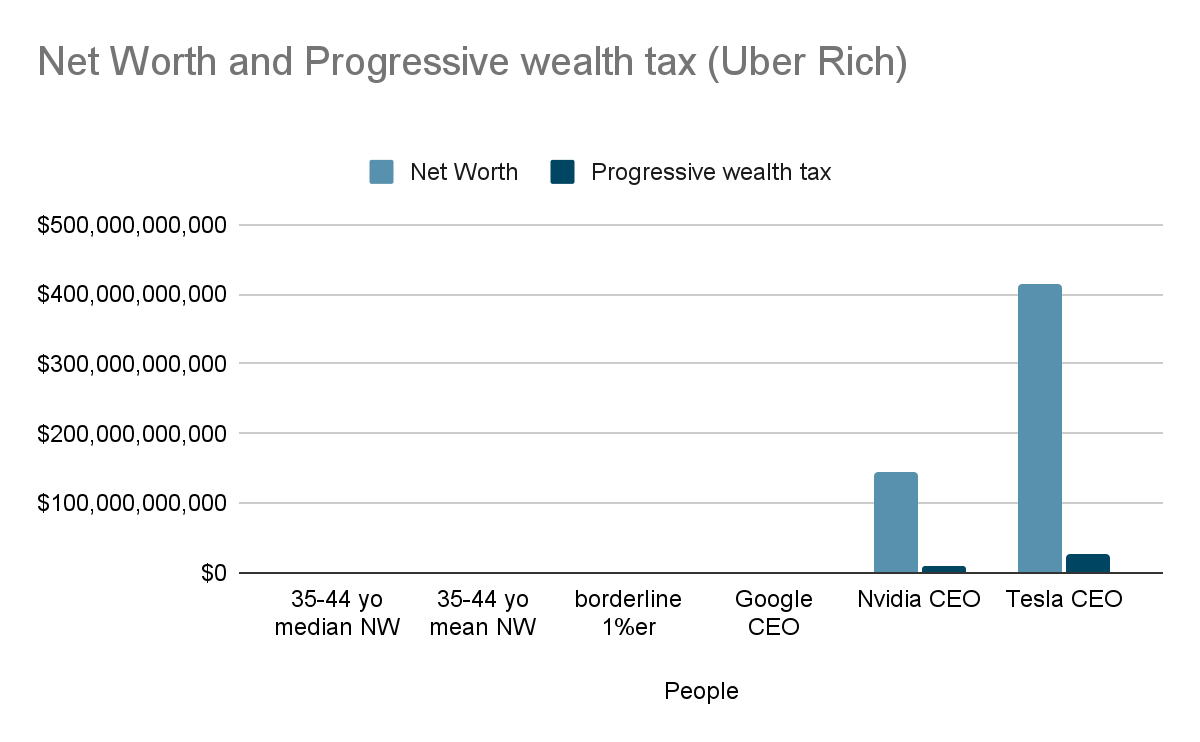 Net Worth and Progressive wealth tax (Uber Rich)
Net Worth
Progressive wealth tax
$500,000,000,000
$400,000,000,000
$300,000,000,000
$200,000,000,000
$100,000,000,000
$0
35-44 yo
median NW
35-44 yo
mean NW
borderline
1%er
Google
CEO
Nvidia CEO
Tesla CEO
People